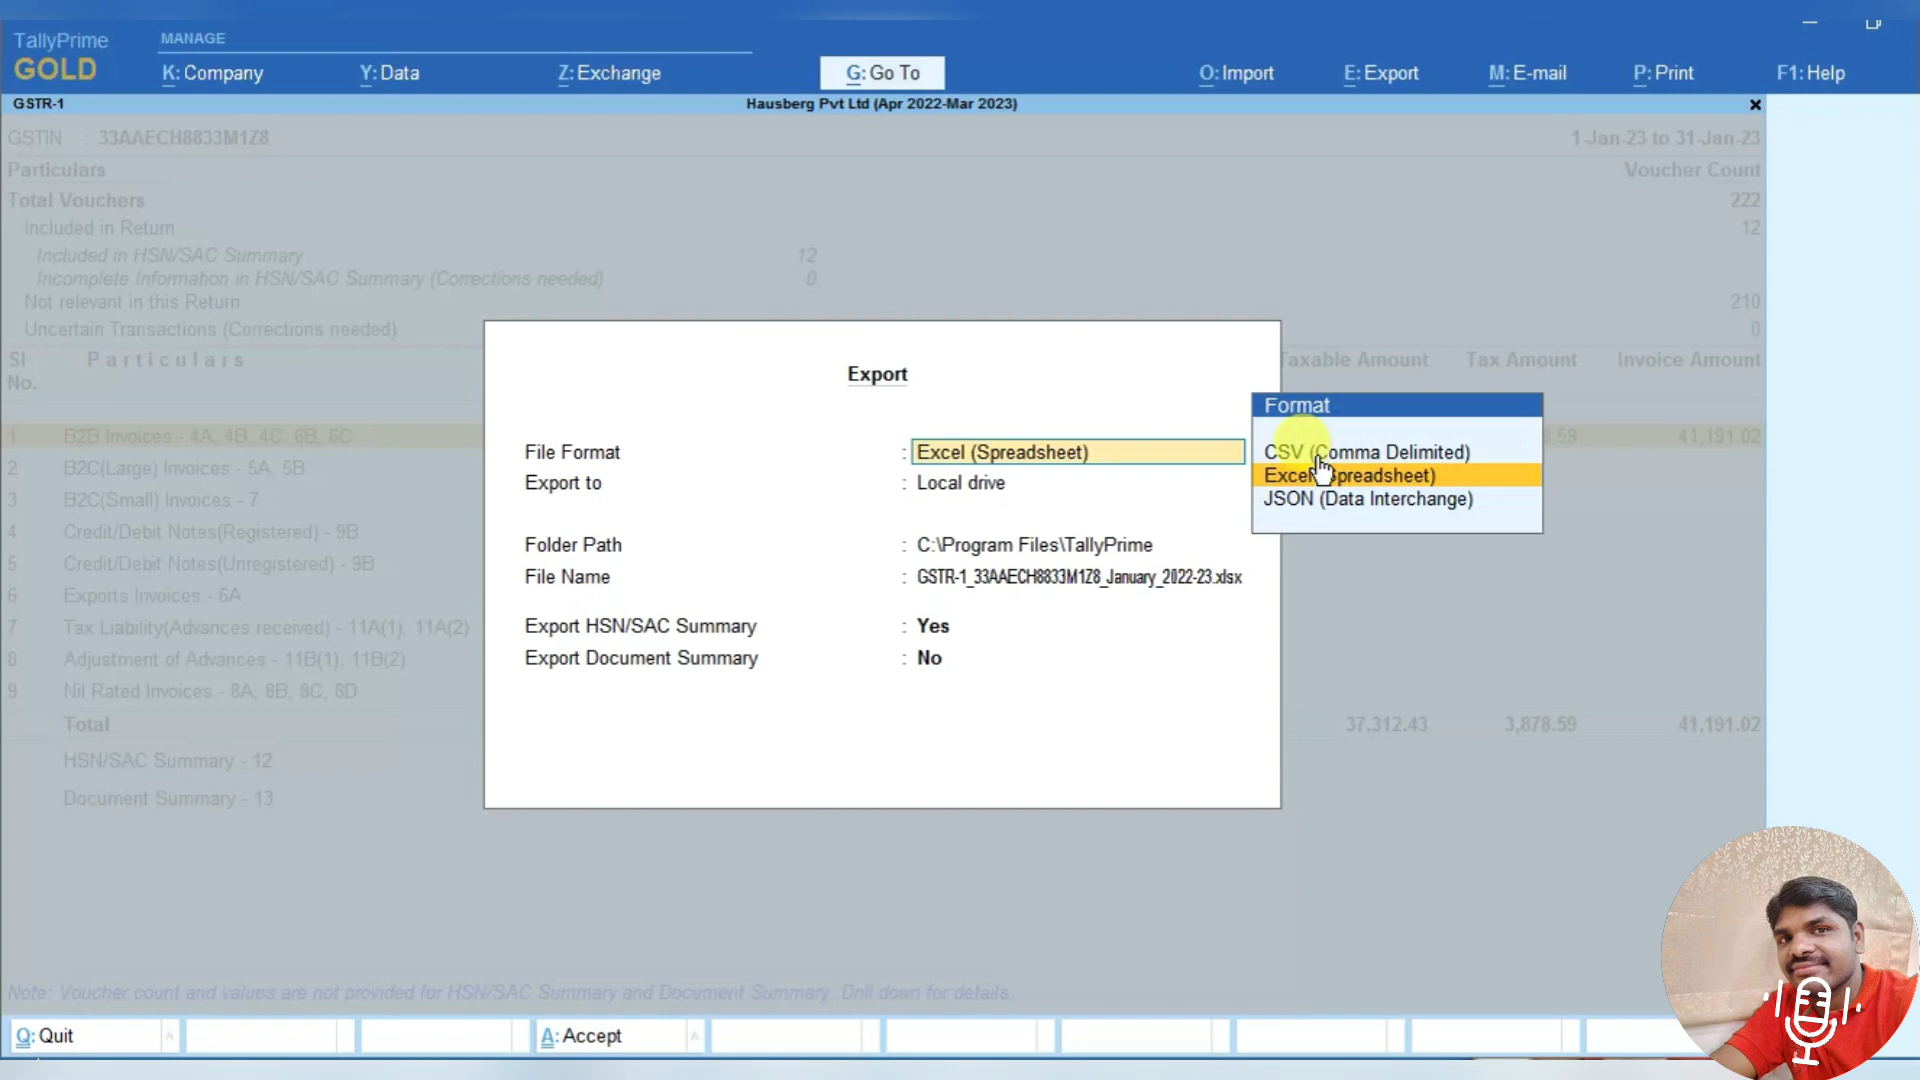 TallyPrime
GOLD
MANAGE
K: Company Y: Data Z: Exchange G: Go To O: Import E: Export M: E-mail P: Print F1: Help
GSTR-1 Hausberg Pvt Ltd (Apr 2022-Mar 2023)
GSTIN : 33AAECH8833M1Z8 1-Jan-23 to 31-Jan-23
Particulars Voucher Count
Total Vouchers 222
Included in Return 12
Included in HSN/SAC Summary 12
Incomplete Information in HSN/SAC Summary (Corrections needed) 0
Not relevant in this Return 210
Uncertain Transactions (Corrections needed) 0
Sl No. Particulars Taxable Amount Tax Amount Invoice Amount
1 B2B Invoices - 4A, 4B, 4C, 6B, 6C 41,191.02
2 B2C(Large) Invoices - 5A, 5B
3 B2C(Small) Invoices - 7
4 Credit/Debit Notes(Registered) - 9B
5 Credit/Debit Notes(Unregistered) - 9B
6 Exports Invoices - 6A
7 Tax Liability(Advances received) - 11A(1), 11A(2)
8 Adjustment of Advances - 11B(1), 11B(2)
9 Nil Rated Invoices - 8A, 8B, 8C, 8D
Total 37,312.43 3,878.59 41,191.02
HSN/SAC Summary - 12
Document Summary - 13
Export
File Format : Excel (Spreadsheet)
Export to : Local drive
Folder Path : C:\Program Files\TallyPrime
File Name : GSTR-1_33AAECH8833M1Z8_January_2022-23.xlsx
Export HSN/SAC Summary : Yes
Export Document Summary : No
Format
CSV (Comma Delimited)
Excel (Spreadsheet)
JSON (Data Interchange)
Note: Voucher count and values are not provided for HSN/SAC Summary and Document Summary. Drill down for details.
Q: Quit A: Accept